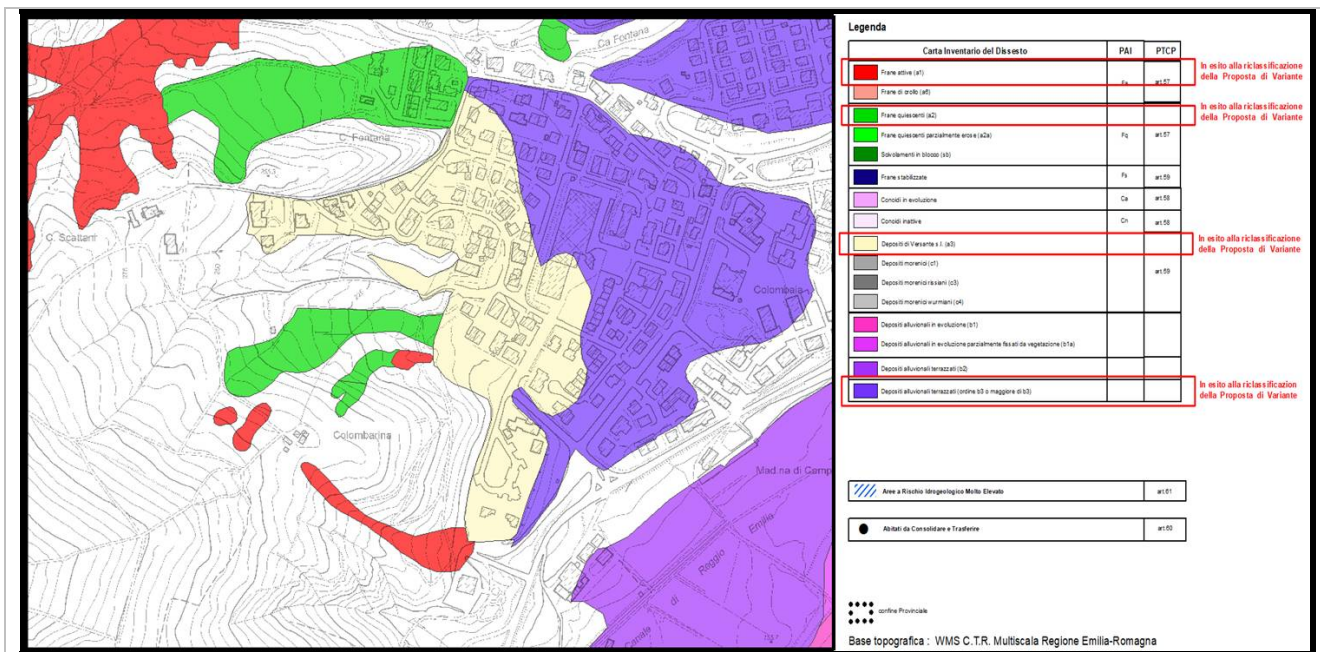 Ca Fontana
di
C. Fontana
C. Scattani
Colombaia
Colombarina
Mad.na di Camp
Emilia
Reggio
di
Canale
Legenda
Carta Inventario del Dissesto
PAI
PTCP
Frane attive (a1)
Fa
art.57
Frane di crollo (a6)
Frane quiescenti (a2)
Frane quiescenti parzialmente erose (a2a)
Fq
art.57
Scivolamenti in blocco (sb)
Frane stabilizzate
Fs
art.59
Conoidi in evoluzione
Ca
art.58
Conoidi inattive
Cn
art.58
Depositi di Versante s.l. (a3)
Depositi morenici (c1)
art.59
Depositi morenici rissiani (c3)
Depositi morenici wurmiani (c4)
Depositi alluvionali in evoluzione (b1)
Depositi alluvionali in evoluzione parzialmente fissati da vegetazione (b1a)
Depositi alluvionali terrazzati (b2)
Depositi alluvionali terrazzati (ordine b3 o maggiore di b3)
In esito alla riclassificazione
della Proposta di Variante
In esito alla riclassificazione
della Proposta di Variante
In esito alla riclassificazione
della Proposta di Variante
In esito alla riclassificazion
della Proposta di Variante
Aree a Rischio Idrogeologico Molto Elevato
art.61
Abitati da Consolidare e Trasferire
art.60
confine Provinciale
Base topografica : WMS C.T.R. Multiscala Regione Emilia-Romagna